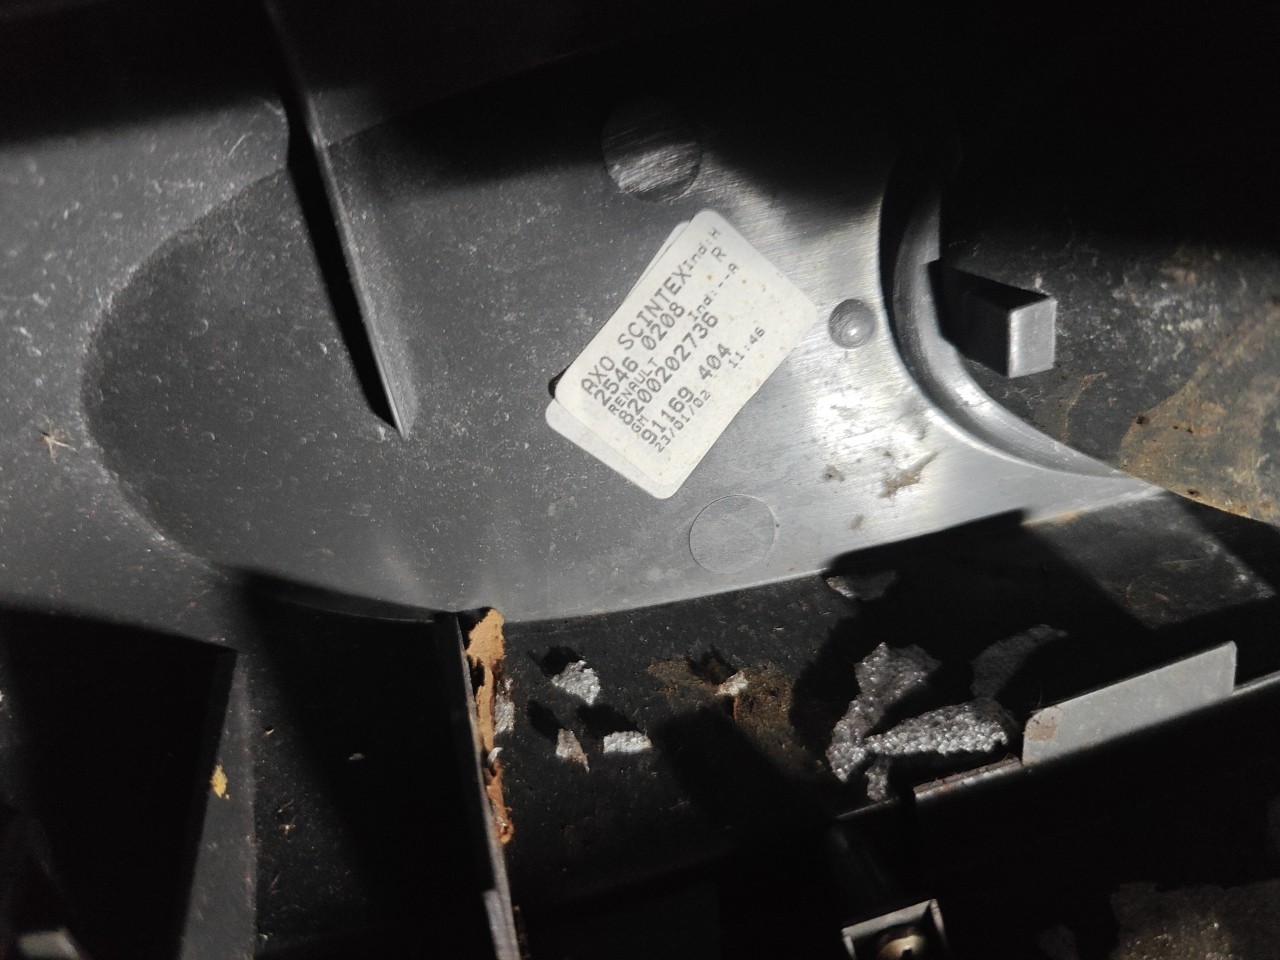 AXO SCINTEX Ind:H
2546 0208 R
RENAULT Ind:--A
8200202736
GM 91169 404
23/01/02 11:46